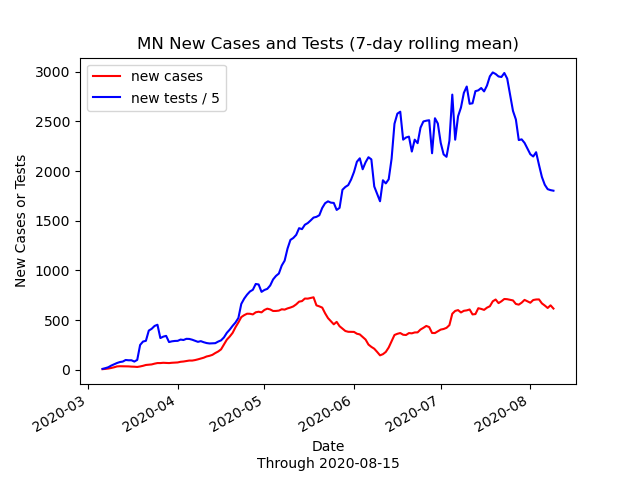 MN New Cases and Tests (7-day rolling mean)
new cases
new tests / 5
New Cases or Tests
3000
2500
2000
1500
1000
500
0
2020-03
2020-04
2020-05
2020-06
2020-07
2020-08
Date
Through 2020-08-15